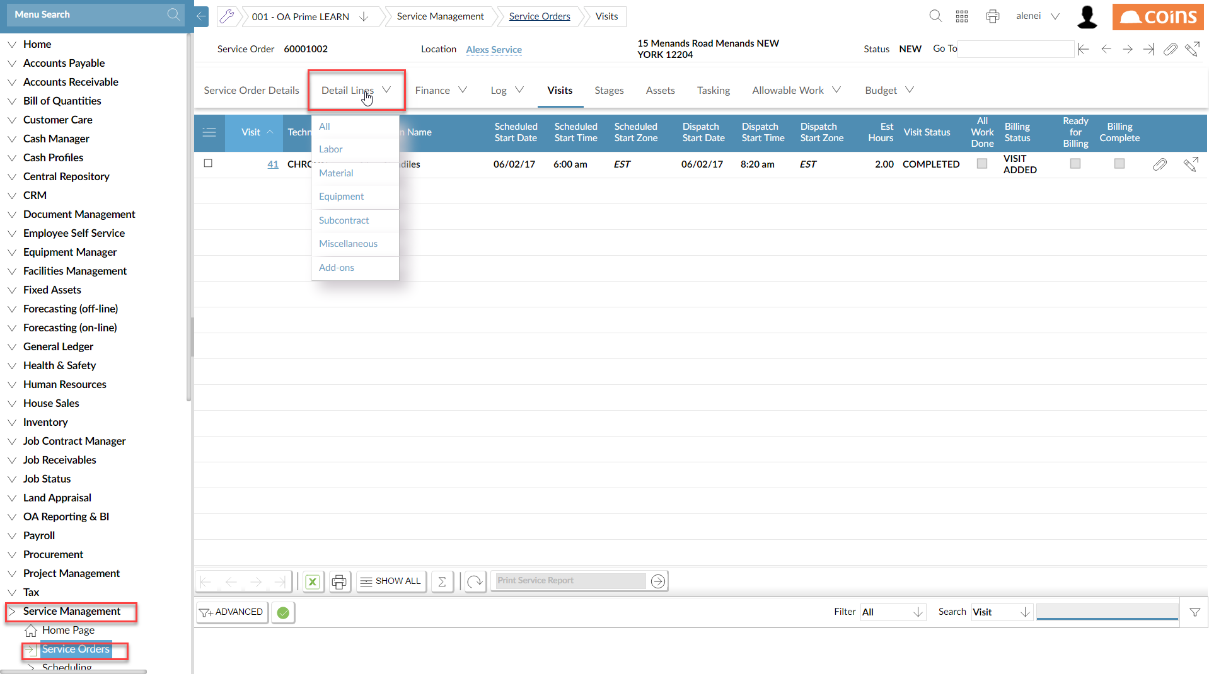 Menu Search
001 - OA Prime LEARN
Service Management
Service Orders
Visits
alenei
coins
Service Order 60001002
Location Alexs Service
15 Menands Road Menands NEW
YORK 12204
Status NEW Go To
Service Order Details
Detail Lines
Finance
Log
Visits
Stages
Assets
Tasking
Allowable Work
Budget
Visit
Techn
n Name
Scheduled
Start Date
Scheduled
Start Time
Scheduled
Start Zone
Dispatch
Start Date
Dispatch
Start Time
Dispatch
Start Zone
Est
Hours
Visit Status
All
Work
Done
Billing
Status
Ready
for
Billing
Billing
Complete
41 CHRO diles 06/02/17 6:00 am EST 06/02/17 8:20 am EST 2.00 COMPLETED
VISIT
ADDED
All
Labor
Material
Equipment
Subcontract
Miscellaneous
Add-ons
Home
Accounts Payable
Accounts Receivable
Bill of Quantities
Customer Care
Cash Manager
Cash Profiles
Central Repository
CRM
Document Management
Employee Self Service
Equipment Manager
Facilities Management
Fixed Assets
Forecasting (off-line)
Forecasting (on-line)
General Ledger
Health & Safety
Human Resources
House Sales
Inventory
Job Contract Manager
Job Receivables
Job Status
Land Appraisal
OA Reporting & BI
Payroll
Procurement
Project Management
Tax
Service Management
Home Page
Service Orders
Scheduling
SHOW ALL
Σ
Print Service Report
ADVANCED
Filter All
Search Visit